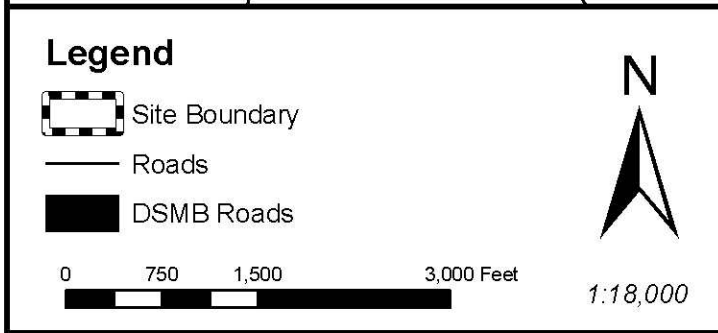 Legend
N
Site Boundary
Roads
DSMB Roads
0 750 1,500 3,000 Feet
1:18,000